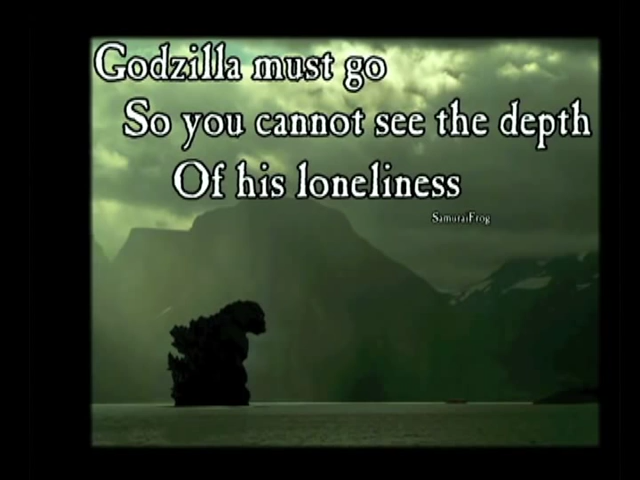 Godzilla must go
So you cannot see the depth
Of his loneliness
SamuraiFrog